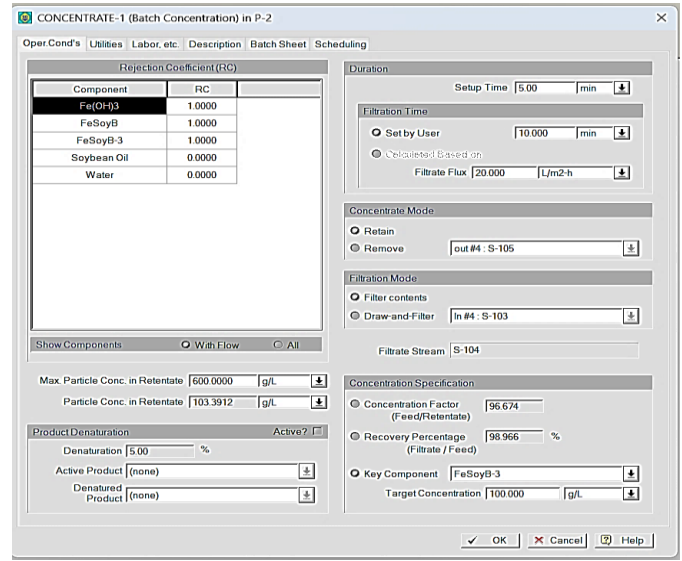 CONCENTRATE-1 (Batch Concentration) in P-2
Oper.Cond's Utilities Labor, etc. Description Batch Sheet Scheduling
Rejection Coefficient (RC)
Component RC
Fe(OH)3 1.0000
FeSoyB 1.0000
FeSoyB-3 1.0000
Soybean Oil 0.0000
Water 0.0000
Show Components With Flow All
Max. Particle Conc. in Retentate 600.0000 g/L
Particle Conc. in Retentate 103.3912 g/L
Product Denaturation Active?
Denaturation 5.00 %
Active Product (none)
Denatured
Product (none)
Duration
Setup Time 5.00 min
Filtration Time
Set by User 10.000 min
Calculated Based on
Filtrate Flux 20.000 L/m2-h
Concentrate Mode
Retain
Remove out #4 : S-105
Filtration Mode
Filter contents
Draw-and-Filter In #4 : S-103
Filtrate Stream S-104
Concentration Specification
Concentration Factor 96.674
(Feed/Retentate)
Recovery Percentage 98.966 %
(Filtrate / Feed)
Key Component FeSoyB-3
Target Concentration 100.000 g/L
OK Cancel Help